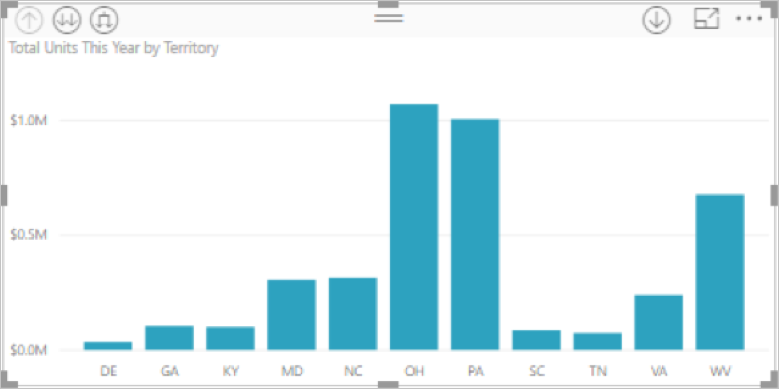 Total Units This Year by Territory
$1.0M
$0.5M
$0.0M
DE GA KY MD NC OH PA SC TN VA WV